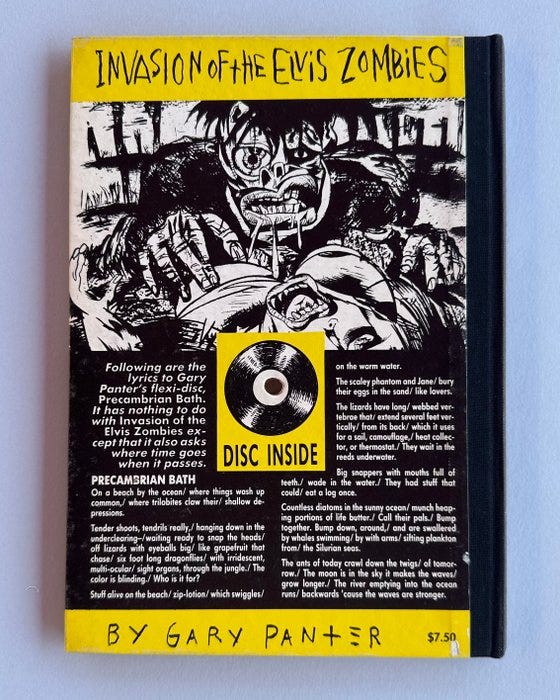 INVASION OF THE ELVIS ZOMBIES
Following are the
lyrics to Gary
Panter's flexi-disc,
Precambrian Bath.
It has nothing to do
with Invasion of the
Elvis Zombies ex-
cept that it also asks
where time goes
when it passes.
PRECAMBRIAN BATH
On a beach by the ocean/ where things wash up
common,/ where trilobites claw their/ shallow de-
pressions.
Tender shoots, tendrils really,/ hanging down in the
underclearing–/waiting ready to snap the heads/
off lizards with eyeballs big/ like grapefruit that
chase/ six foot long dragonflies/ with irridescent,
multi-ocular/ sight organs, through the jungle./ The
color is blinding./ Who is it for?
Stuff alive on the beach/ zip-lotion/ which swiggles/
DISC INSIDE
on the warm water.
The scaley phantom and Jane/ bury
their eggs in the sand/ like lovers.
The lizards have long/ webbed ver-
tebrae that/ extend several feet ver-
tically/ from its back/ which it uses
for a sail, camouflage,/ heat collec-
tor, or thermostat./ They wait in the
reeds underwater.
Big snappers with mouths full of
teeth./ wade in the water./ They had stuff that
could/ eat a log once.
Countless diatoms in the sunny ocean/ munch heap-
ing portions of life butter./ Call their pals./ Bump
together. Bump down, around,/ and are swallowed
by whales swimming/ by with arms/ sifting plankton
from/ the Silurian seas.
The ants of today crawl down the twigs/ of tomor-
row./ The moon is in the sky it makes the waves/
grow longer./ The river emptying into the ocean
runs/ backwards 'cause the waves are stronger.
BY GARY PANTER
$7.50